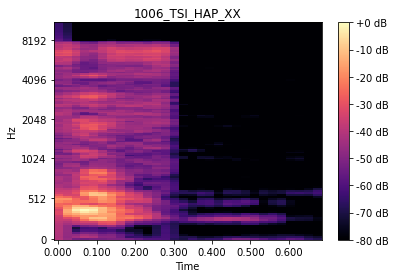 1006_TSI_HAP_XX
Hz
8192
4096
2048
1024
512
0
0.000
0.100
0.200
0.300
0.400
0.500
0.600
Time
+0 dB
-10 dB
-20 dB
-30 dB
-40 dB
-50 dB
-60 dB
-70 dB
-80 dB